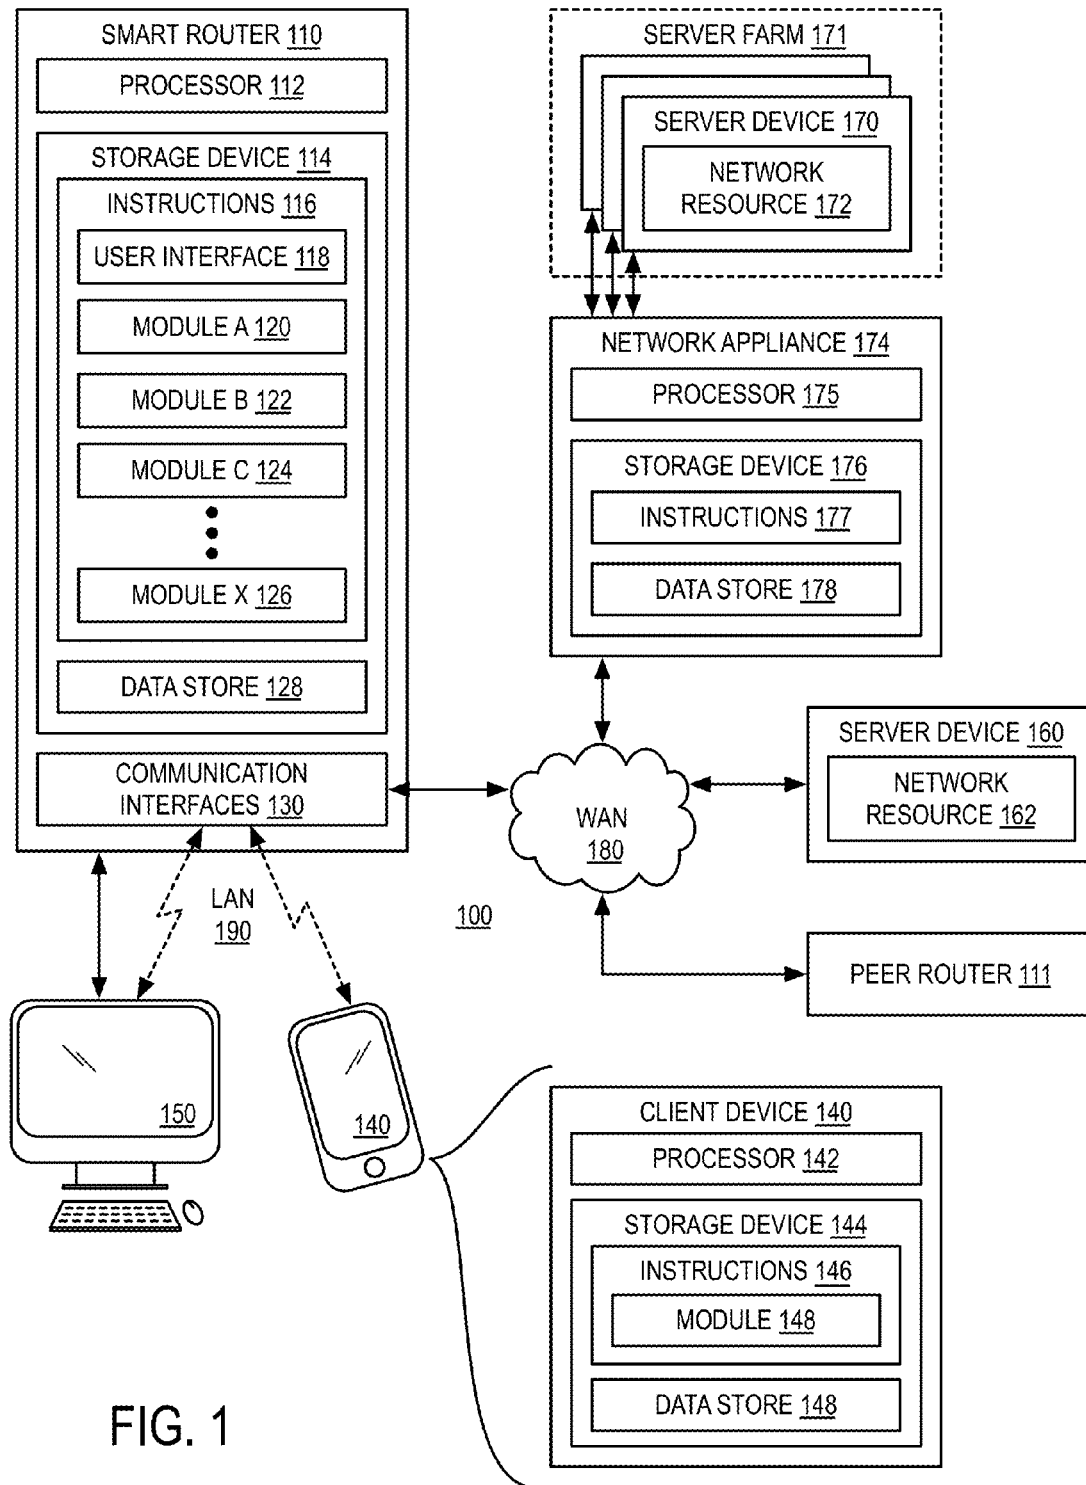 SMART ROUTER 110
PROCESSOR 112
STORAGE DEVICE 114
INSTRUCTIONS 116
USER INTERFACE 118
MODULE A 120
MODULE B 122
MODULE C 124
MODULE X 126
DATA STORE 128
COMMUNICATION
INTERFACES 130
SERVER FARM 171
SERVER DEVICE 170
NETWORK
RESOURCE 172
NETWORK APPLIANCE 174
PROCESSOR 175
STORAGE DEVICE 176
INSTRUCTIONS 177
DATA STORE 178
WAN
180
SERVER DEVICE 160
NETWORK
RESOURCE 162
PEER ROUTER 111
LAN
190
100
150
140
CLIENT DEVICE 140
PROCESSOR 142
STORAGE DEVICE 144
INSTRUCTIONS 146
MODULE 148
DATA STORE 148
FIG. 1